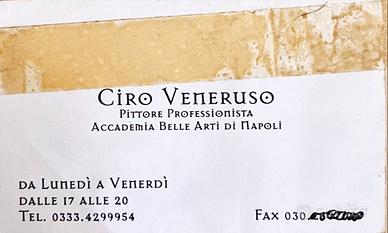 Ciro Veneruso
Pittore Professionista
Accademia Belle Arti di Napoli
da Lunedì a Venerdì
dalle 17 alle 20
Tel. 0333.4299954
Fax 030.